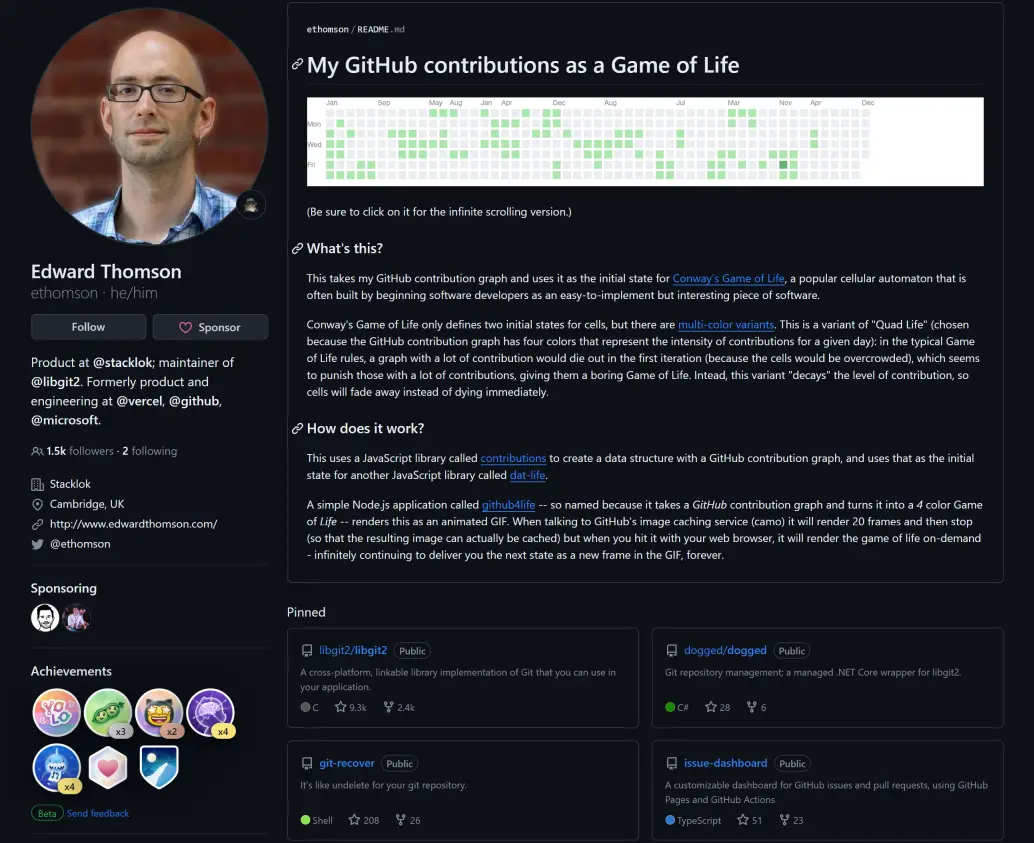 Edward Thomson
ethomson · he/him
Follow
Sponsor
Product at @stacklok; maintainer of
@libgit2. Formerly product and
engineering at @vercel, @github,
@microsoft.
1.5k followers · 2 following
Stacklok
Cambridge, UK
http://www.edwardthomson.com/
@ethomson
Sponsoring
Achievements
YOLO
x3
x2
x4
x4
Beta Send feedback
ethomson / README.md
My GitHub contributions as a Game of Life
Jan Sep May Aug Jan Apr Dec Aug Jul Mar Nov Apr Dec
Mon
Wed
Fri
(Be sure to click on it for the infinite scrolling version.)
What's this?
This takes my GitHub contribution graph and uses it as the initial state for Conway's Game of Life, a popular cellular automaton that is
often built by beginning software developers as an easy-to-implement but interesting piece of software.
Conway's Game of Life only defines two initial states for cells, but there are multi-color variants. This is a variant of "Quad Life" (chosen
because the GitHub contribution graph has four colors that represent the intensity of contributions for a given day): in the typical Game
of Life rules, a graph with a lot of contribution would die out in the first iteration (because the cells would be overcrowded), which seems
to punish those with a lot of contributions, giving them a boring Game of Life. Intead, this variant "decays" the level of contribution, so
cells will fade away instead of dying immediately.
How does it work?
This uses a JavaScript library called contributions to create a data structure with a GitHub contribution graph, and uses that as the initial
state for another JavaScript library called dat-life.
A simple Node.js application called github4life -- so named because it takes a GitHub contribution graph and turns it into a 4 color Game
of Life -- renders this as an animated GIF. When talking to GitHub's image caching service (camo) it will render 20 frames and then stop
(so that the resulting image can actually be cached) but when you hit it with your web browser, it will render the game of life on-demand
- infinitely continuing to deliver you the next state as a new frame in the GIF, forever.
Pinned
libgit2/libgit2 Public
A cross-platform, linkable library implementation of Git that you can use in
your application.
C 9.3k 2.4k
dogged/dogged Public
Git repository management; a managed .NET Core wrapper for libgit2.
C# 28 6
git-recover Public
It's like undelete for your git repository.
Shell 208 26
issue-dashboard Public
A customizable dashboard for GitHub issues and pull requests, using GitHub
Pages and GitHub Actions
TypeScript 51 23